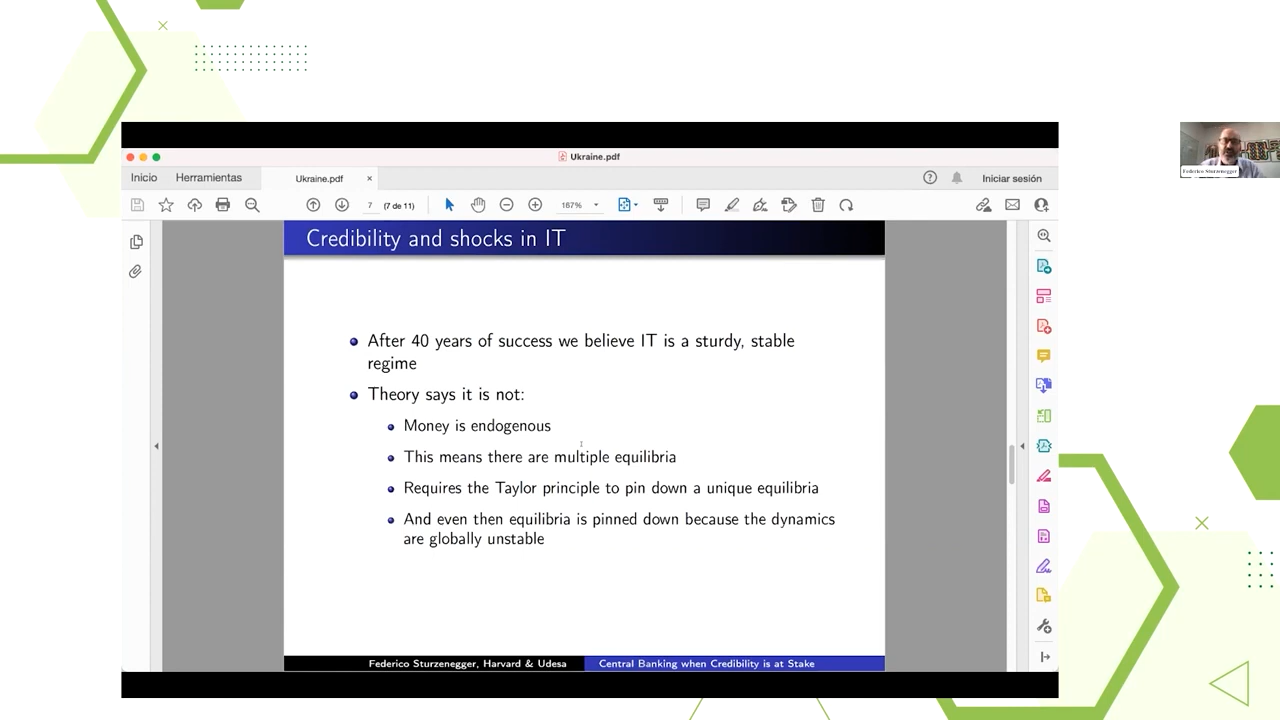 Ukraine.pdf
Inicio Herramientas Ukraine.pdf × Iniciar sesión
7 (7 de 11) 167%
Federico Sturzenegger
Credibility and shocks in IT
After 40 years of success we believe IT is a sturdy, stable
regime
Theory says it is not:
Money is endogenous
This means there are multiple equilibria
Requires the Taylor principle to pin down a unique equilibria
And even then equilibria is pinned down because the dynamics
are globally unstable
Federico Sturzenegger, Harvard & Udesa Central Banking when Credibility is at Stake